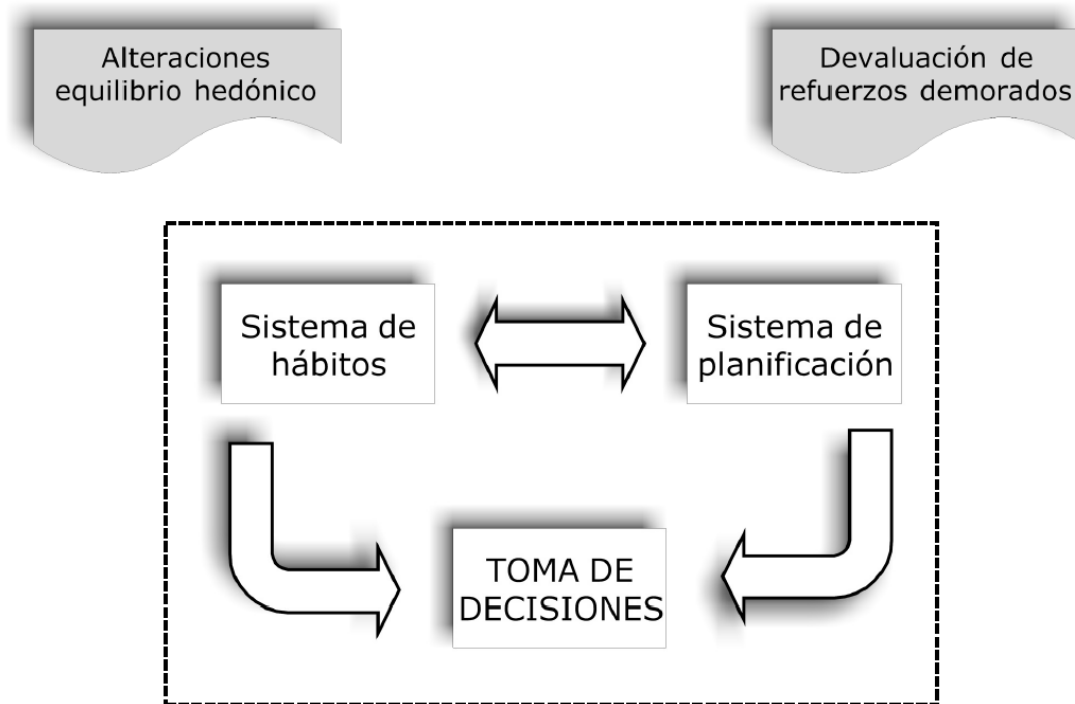 Alteraciones
equilibrio hedónico
Devaluación de
refuerzos demorados
Sistema de
hábitos
Sistema de
planificación
TOMA DE
DECISIONES